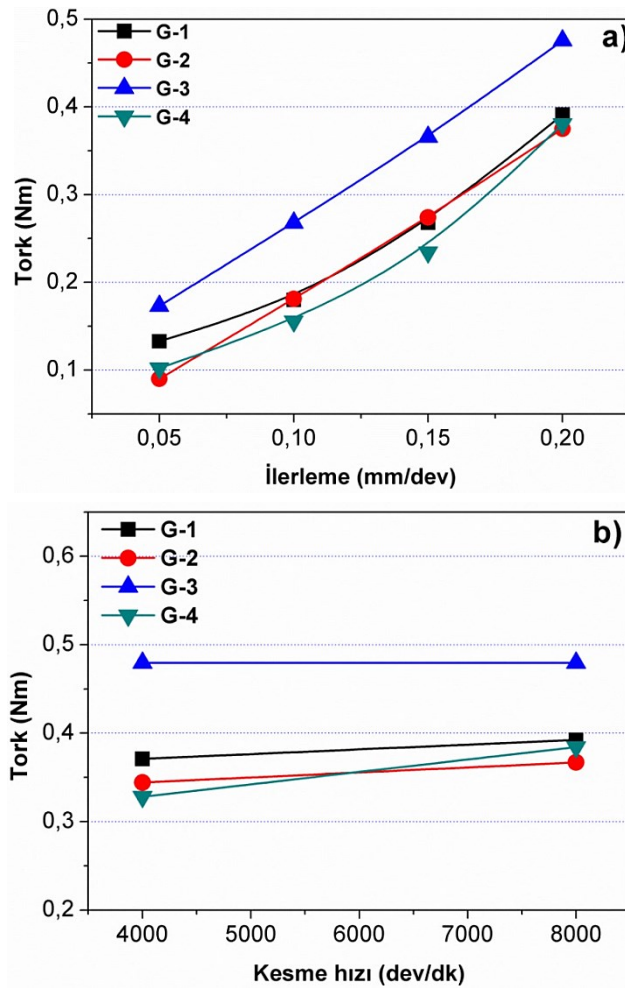 a)
G-1
G-2
G-3
G-4
0,5
0,4
0,3
0,2
0,1
Tork (Nm)
0,05 0,10 0,15 0,20
İlerleme (mm/dev)
b)
G-1
G-2
G-3
G-4
0,6
0,5
0,4
0,3
0,2
Tork (Nm)
4000 5000 6000 7000 8000
Kesme hızı (dev/dk)